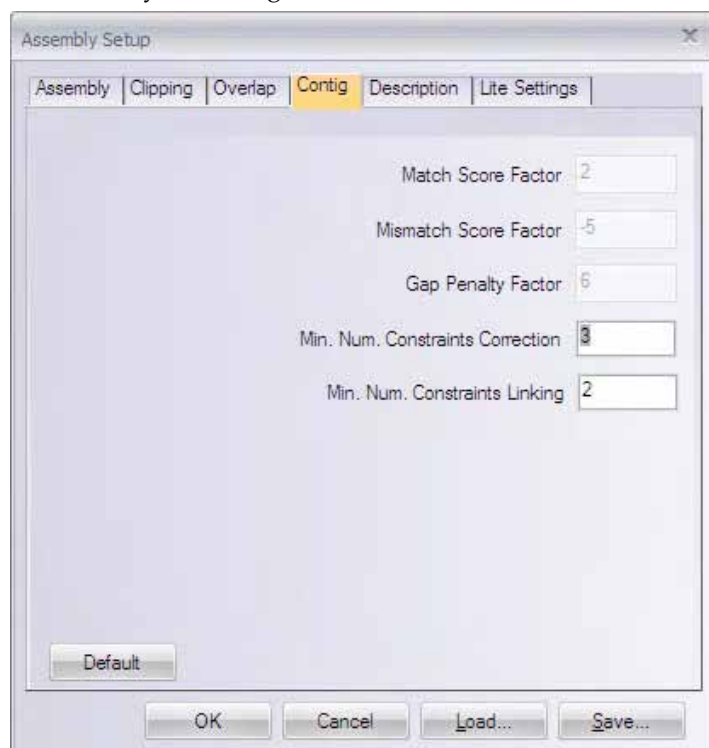 Assembly Setup
Assembly Clipping Overlap Contig Description Lite Settings
Match Score Factor 2
Mismatch Score Factor -5
Gap Penalty Factor 6
Min. Num. Constraints Correction 3
Min. Num. Constraints Linking 2
Default
OK Cancel Load... Save...